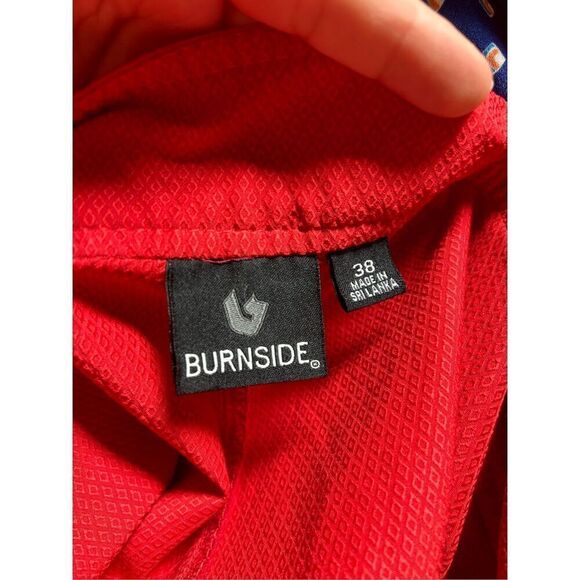 BURNSIDE®
38
MADE IN
SRI LANKA